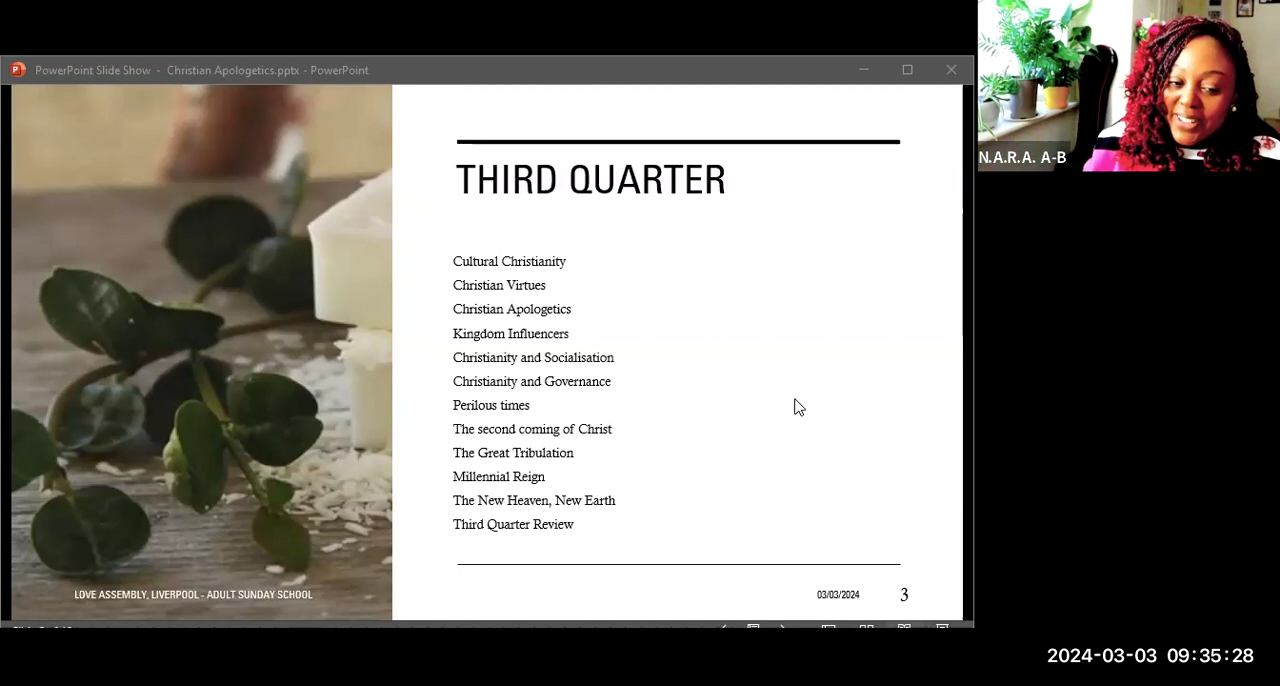 PowerPoint Slide Show - Christian Apologetics.pptx - PowerPoint
N.A.R.A. A-B
THIRD QUARTER
Cultural Christianity
Christian Virtues
Christian Apologetics
Kingdom Influencers
Christianity and Socialisation
Christianity and Governance
Perilous times
The second coming of Christ
The Great Tribulation
Millennial Reign
The New Heaven, New Earth
Third Quarter Review
LOVE ASSEMBLY, LIVERPOOL - ADULT SUNDAY SCHOOL
03/03/2024
3
2024-03-03 09:35:28